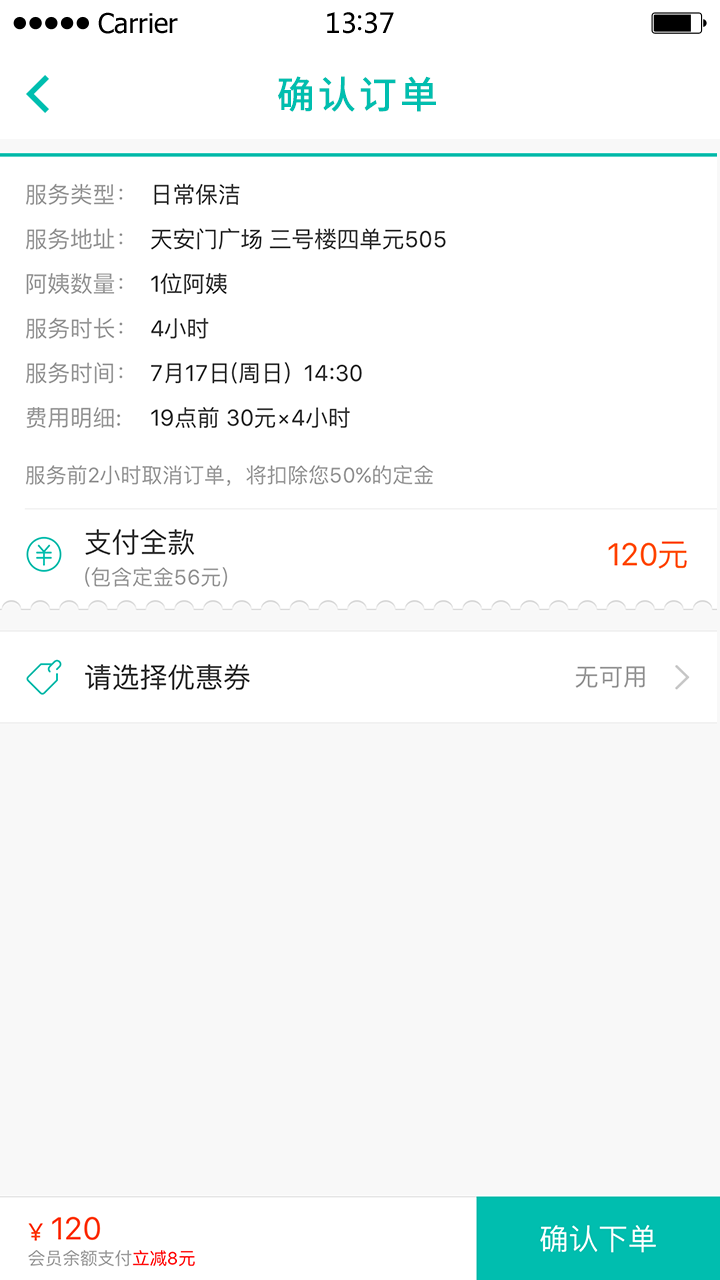 Carrier 13:37
确认订单
服务类型： 日常保洁
服务地址： 天安门广场 三号楼四单元505
阿姨数量： 1位阿姨
服务时长： 4小时
服务时间： 7月17日(周日）14:30
费用明细: 19点前 30元×4小时
服务前2小时取消订单，将扣除您50%的定金
支付全款 120元
(包含定金56元)
请选择优惠券 无可用
¥ 120
会员余额支付立减8元
确认下单